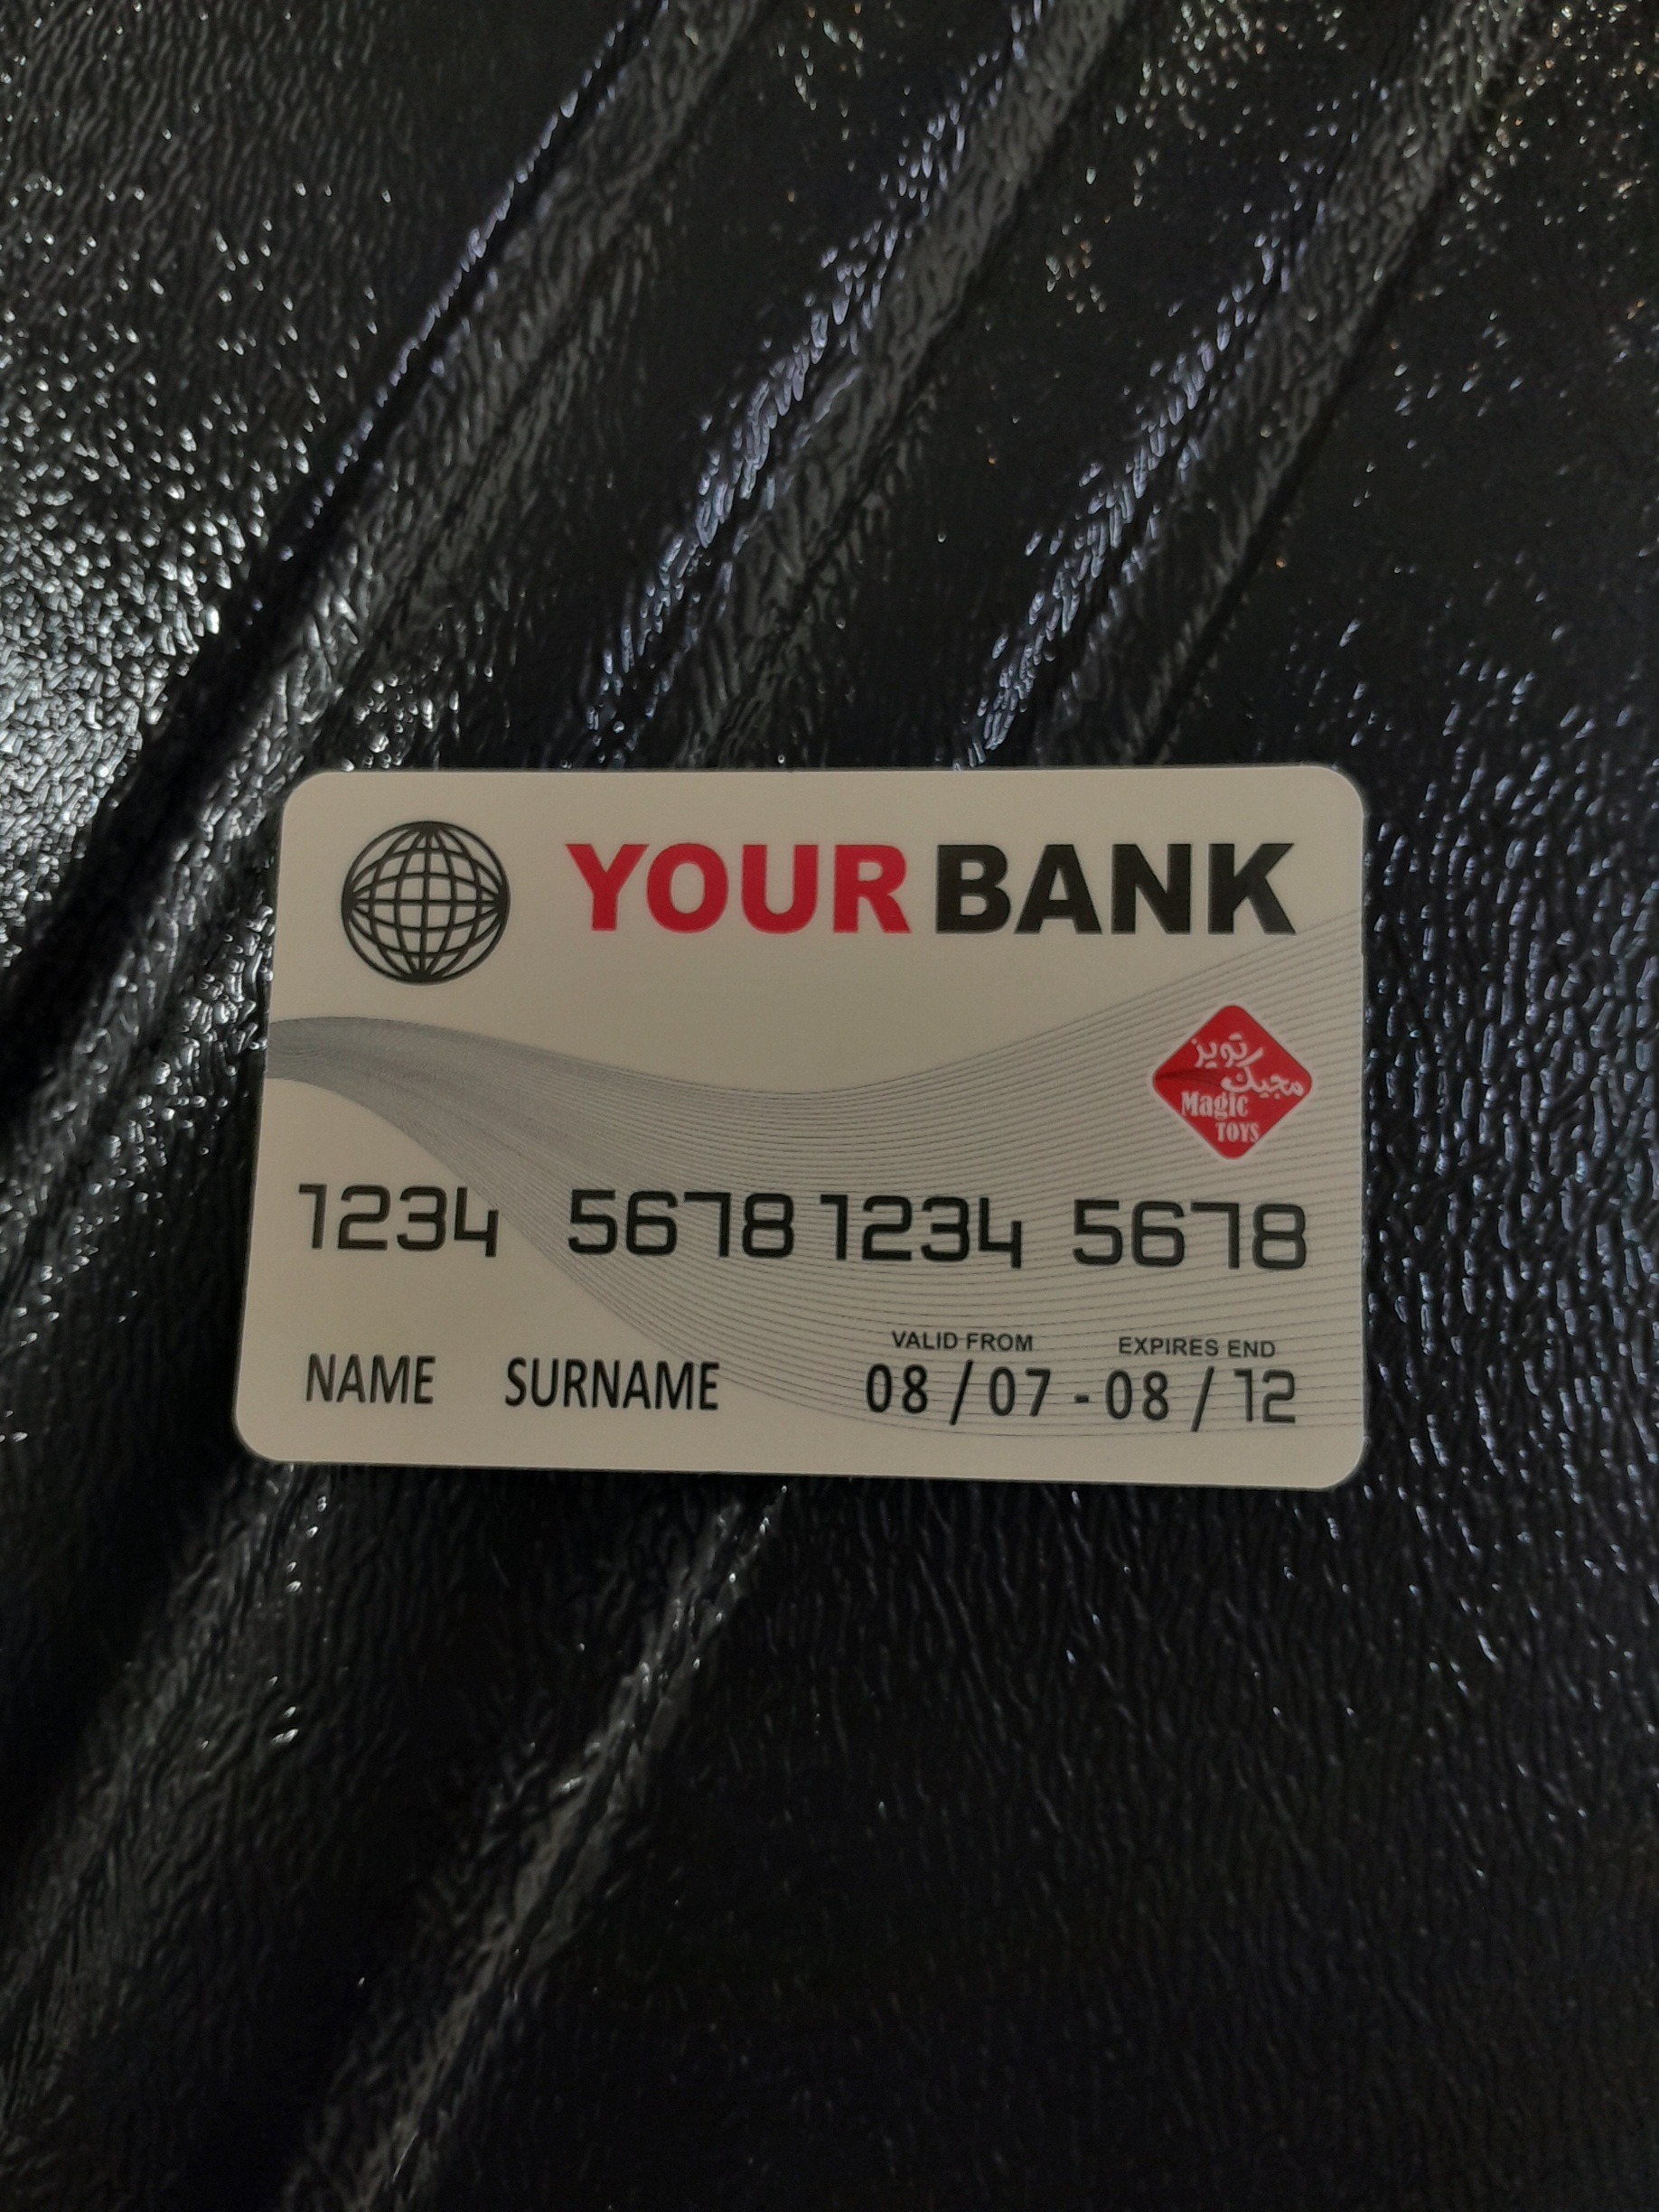 YOUR BANK
تويز
مجيك
Magic
TOYS
1234 5678 1234 5678
VALID FROM EXPIRES END
NAME SURNAME 08 / 07 - 08 / 12